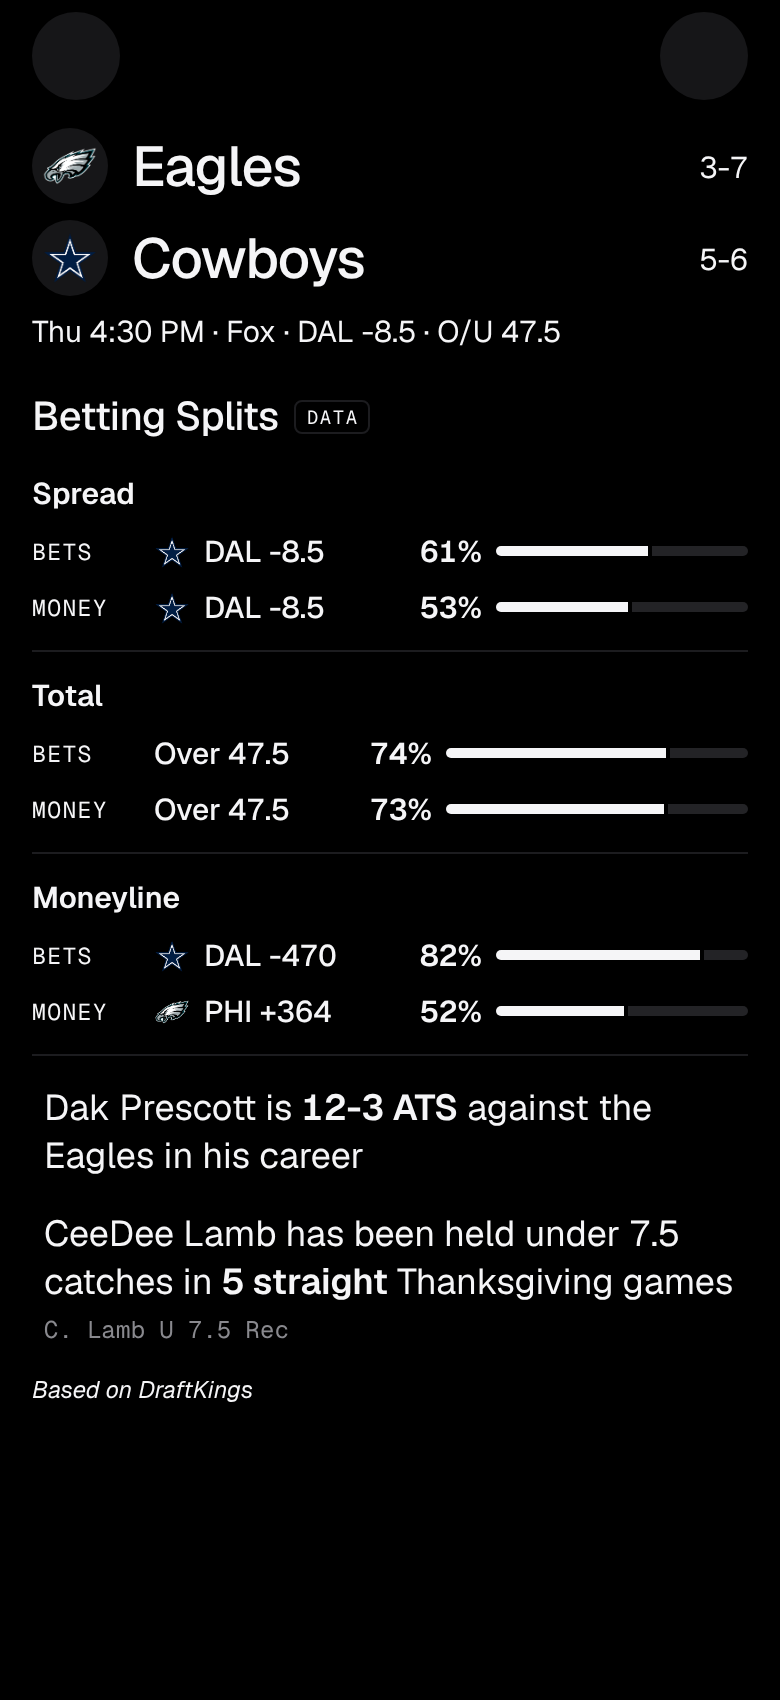 Eagles 3-7
Cowboys 5-6
Thu 4:30 PM · Fox · DAL -8.5 · O/U 47.5
Betting Splits DATA
Spread
BETS DAL -8.5 61%
MONEY DAL -8.5 53%
Total
BETS Over 47.5 74%
MONEY Over 47.5 73%
Moneyline
BETS DAL -470 82%
MONEY PHI +364 52%
Dak Prescott is 12-3 ATS against the
Eagles in his career
CeeDee Lamb has been held under 7.5
catches in 5 straight Thanksgiving games
C. Lamb U 7.5 Rec
Based on DraftKings